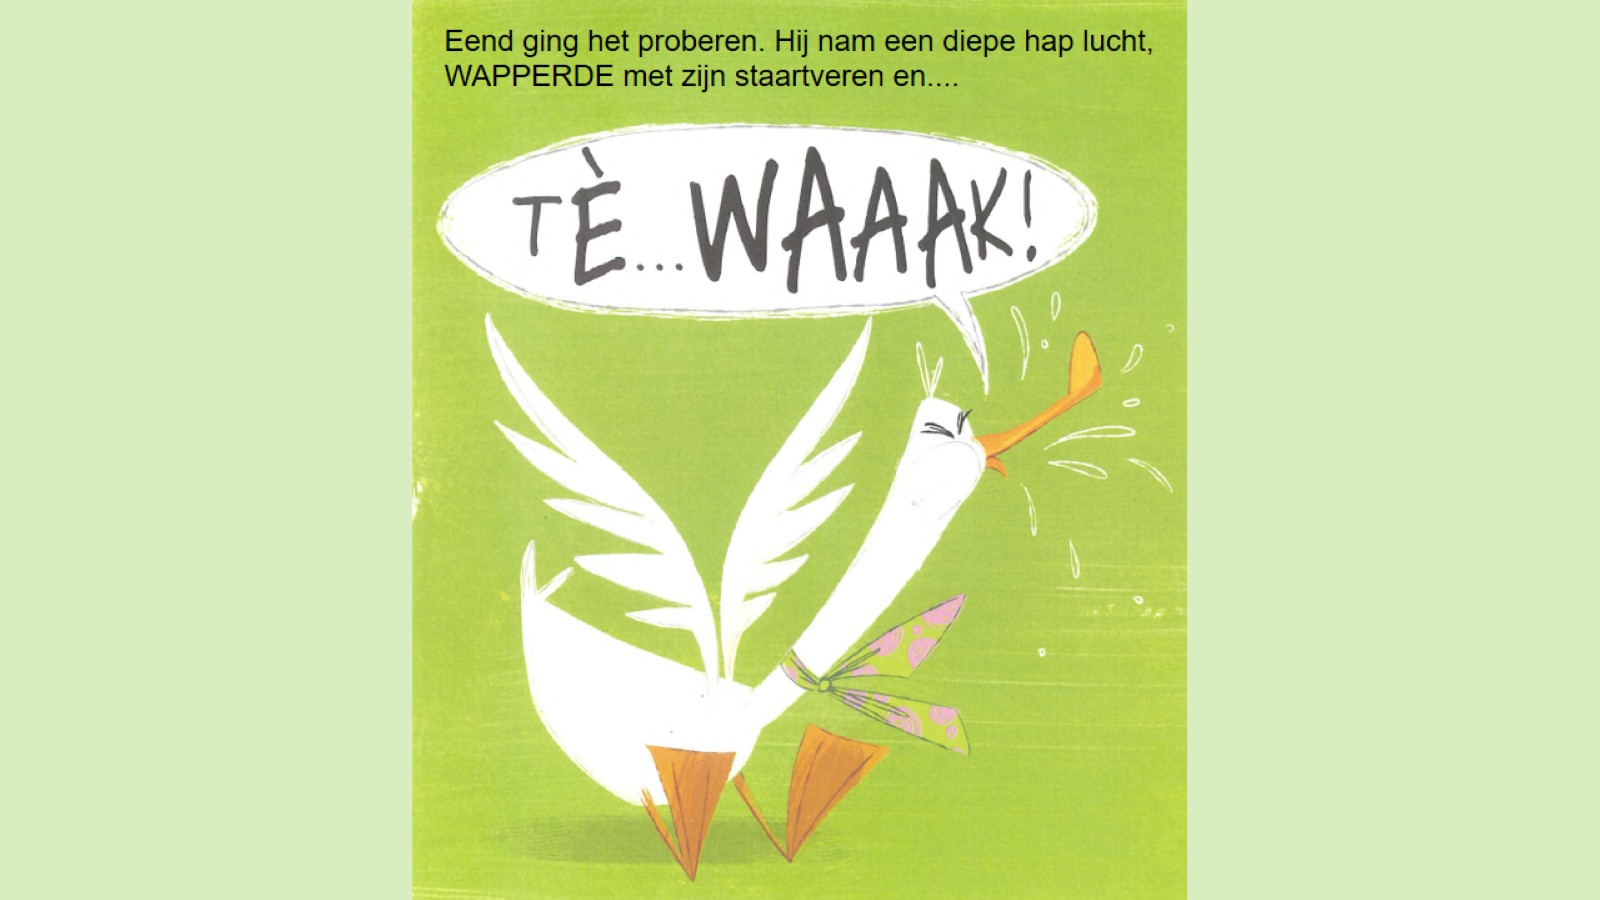 Eend ging het proberen. Hij nam een diepe hap lucht,
WAPPERDE met zijn staartveren en....
TÈ...WAAAK!